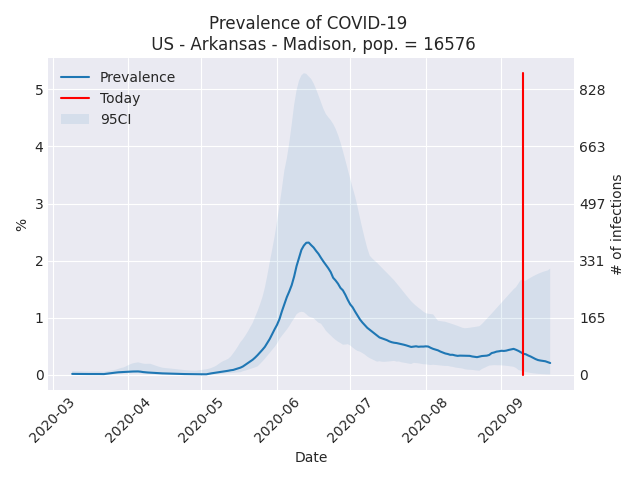 Prevalence of COVID-19
US - Arkansas - Madison, pop. = 16576
Prevalence
Today
95CI
5
4
3
2
1
0
%
828
663
497
331
165
0
# of infections
2020-03
2020-04
2020-05
2020-06
2020-07
2020-08
2020-09
Date